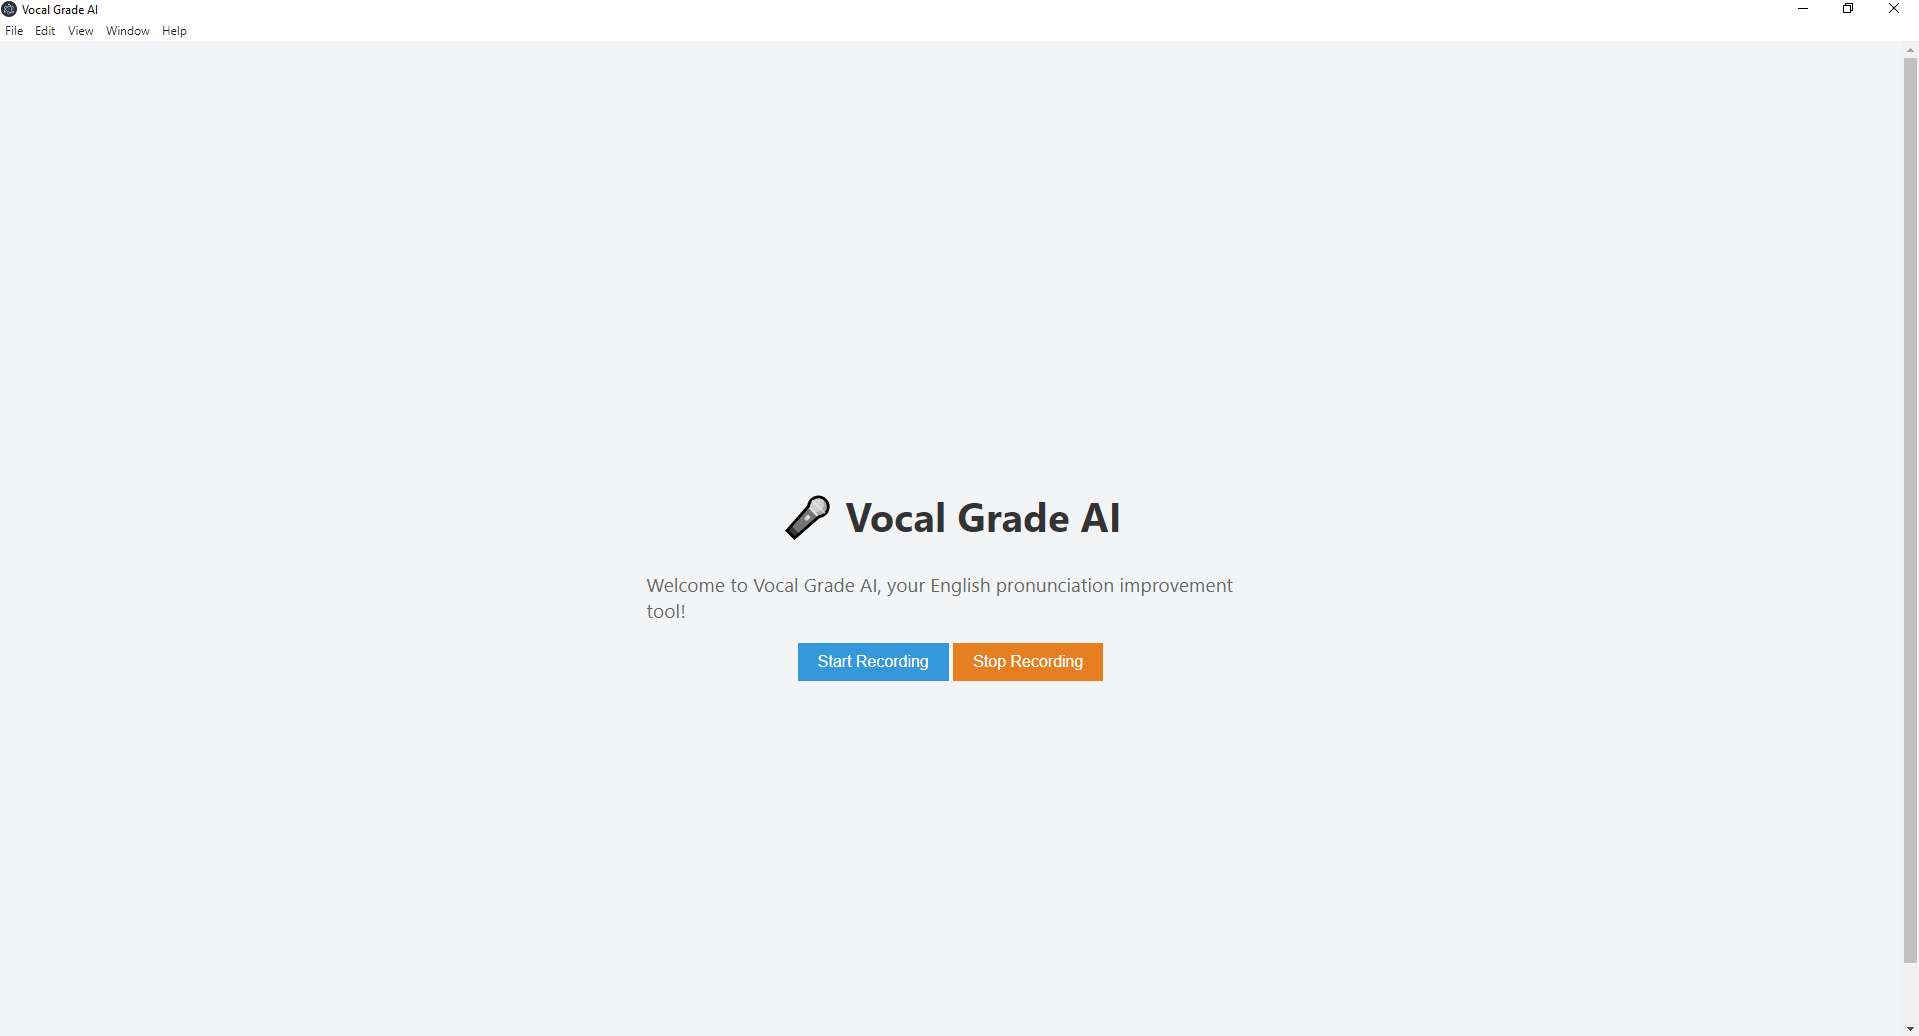 Vocal Grade AI
File Edit View Window Help
Vocal Grade AI
Welcome to Vocal Grade AI, your English pronunciation improvement
tool!
Start Recording Stop Recording